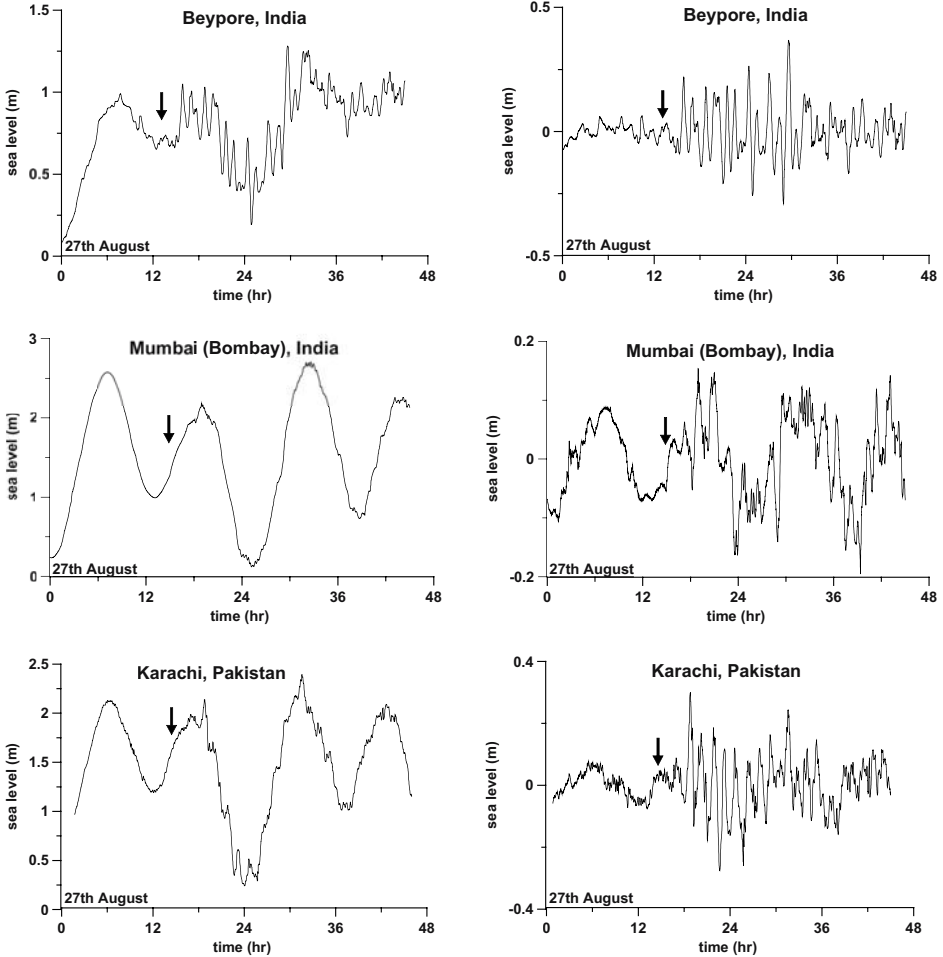 Beypore, India
1.5
1
0.5
0
sea level (m)
27th August
0
12
24
36
48
time (hr)
Beypore, India
0.5
0
-0.5
sea level (m)
27th August
0
12
24
36
48
time (hr)
Mumbai (Bombay), India
3
2
1
0
sea level (m)
27th August
0
12
24
36
48
time (hr)
Mumbai (Bombay), India
0.2
0
-0.2
sea level (m)
27th August
0
12
24
36
48
time (hr)
Karachi, Pakistan
2.5
2
1.5
1
0.5
0
sea level (m)
27th August
0
12
24
36
48
time (hr)
Karachi, Pakistan
0.4
0
-0.4
sea level (m)
27th August
0
12
24
36
48
time (hr)